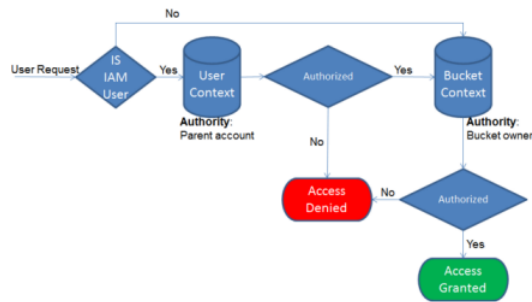 No
User Request
IS
IAM
User
Yes
User
Context
Authorized
Yes
Bucket
Context
Authority:
Parent account
Authority:
Bucket owner
No
Access
Denied
No
Authorized
Yes
Access
Granted